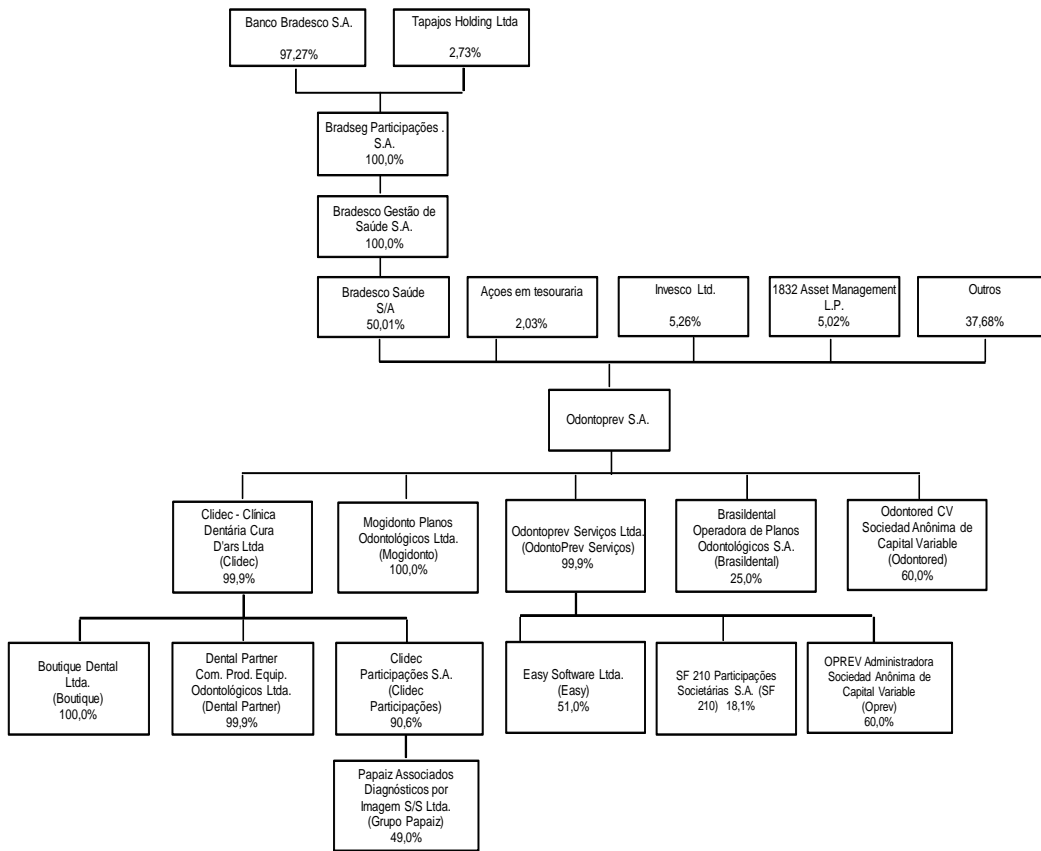 Banco Bradesco S.A.
97,27%
Tapajos Holding Ltda
2,73%
Bradseg Participações .
S.A.
100,0%
Bradesco Gestão de
Saúde S.A.
100,0%
Bradesco Saúde
S/A
50,01%
Açoes em tesouraria
2,03%
Invesco Ltd.
5,26%
1832 Asset Management
L.P.
5,02%
Outros
37,68%
Odontoprev S.A.
Clidec - Clínica
Dentária Cura
D'ars Ltda
(Clidec)
99,9%
Mogidonto Planos
Odontológicos Ltda.
(Mogidonto)
100,0%
Odontoprev Serviços Ltda.
(OdontoPrev Serviços)
99,9%
Brasildental
Operadora de Planos
Odontológicos S.A.
(Brasildental)
25,0%
Odontored CV
Sociedad Anônima de
Capital Variable
(Odontored)
60,0%
Boutique Dental
Ltda.
(Boutique)
100,0%
Dental Partner
Com. Prod. Equip.
Odontológicos Ltda.
(Dental Partner)
99,9%
Clidec
Participações S.A.
(Clidec
Participações)
90,6%
Easy Software Ltda.
(Easy)
51,0%
SF 210 Participações
Societárias S.A. (SF
210) 18,1%
OPREV Administradora
Sociedad Anônima de
Capital Variable
(Oprev)
60,0%
Papaiz Associados
Diagnósticos por
Imagem S/S Ltda.
(Grupo Papaiz)
49,0%